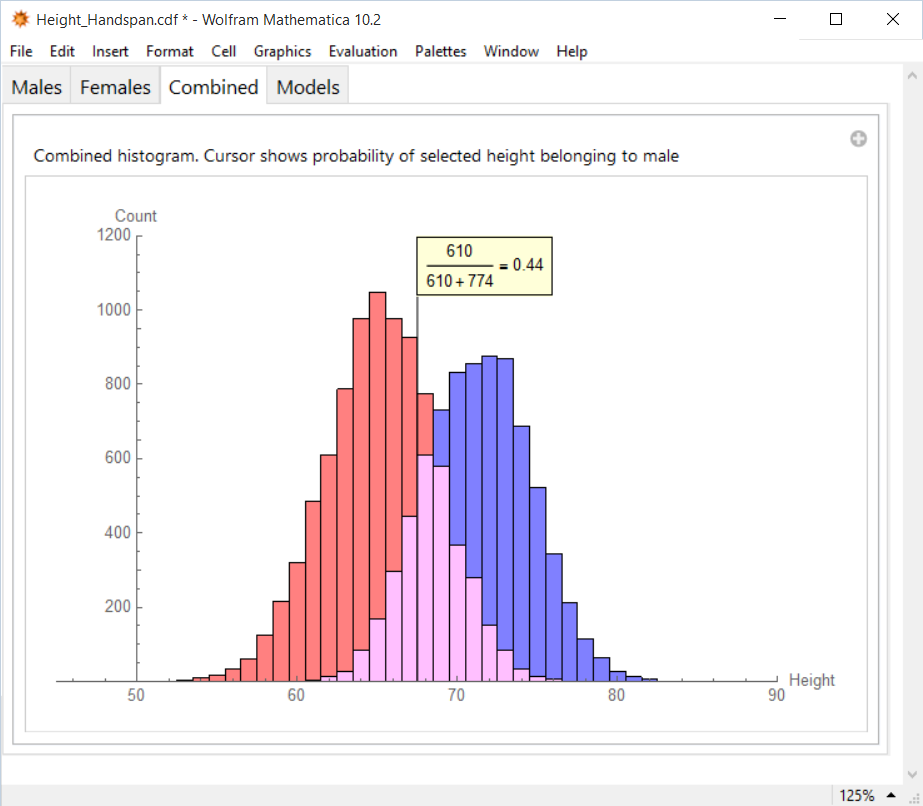 Height_Handspan.cdf * - Wolfram Mathematica 10.2
File Edit Insert Format Cell Graphics Evaluation Palettes Window Help
Males Females Combined Models
Combined histogram. Cursor shows probability of selected height belonging to male
Count
1200
1000
800
600
400
200
610
610 + 774
= 0.44
50 60 70 80 90
Height
125%